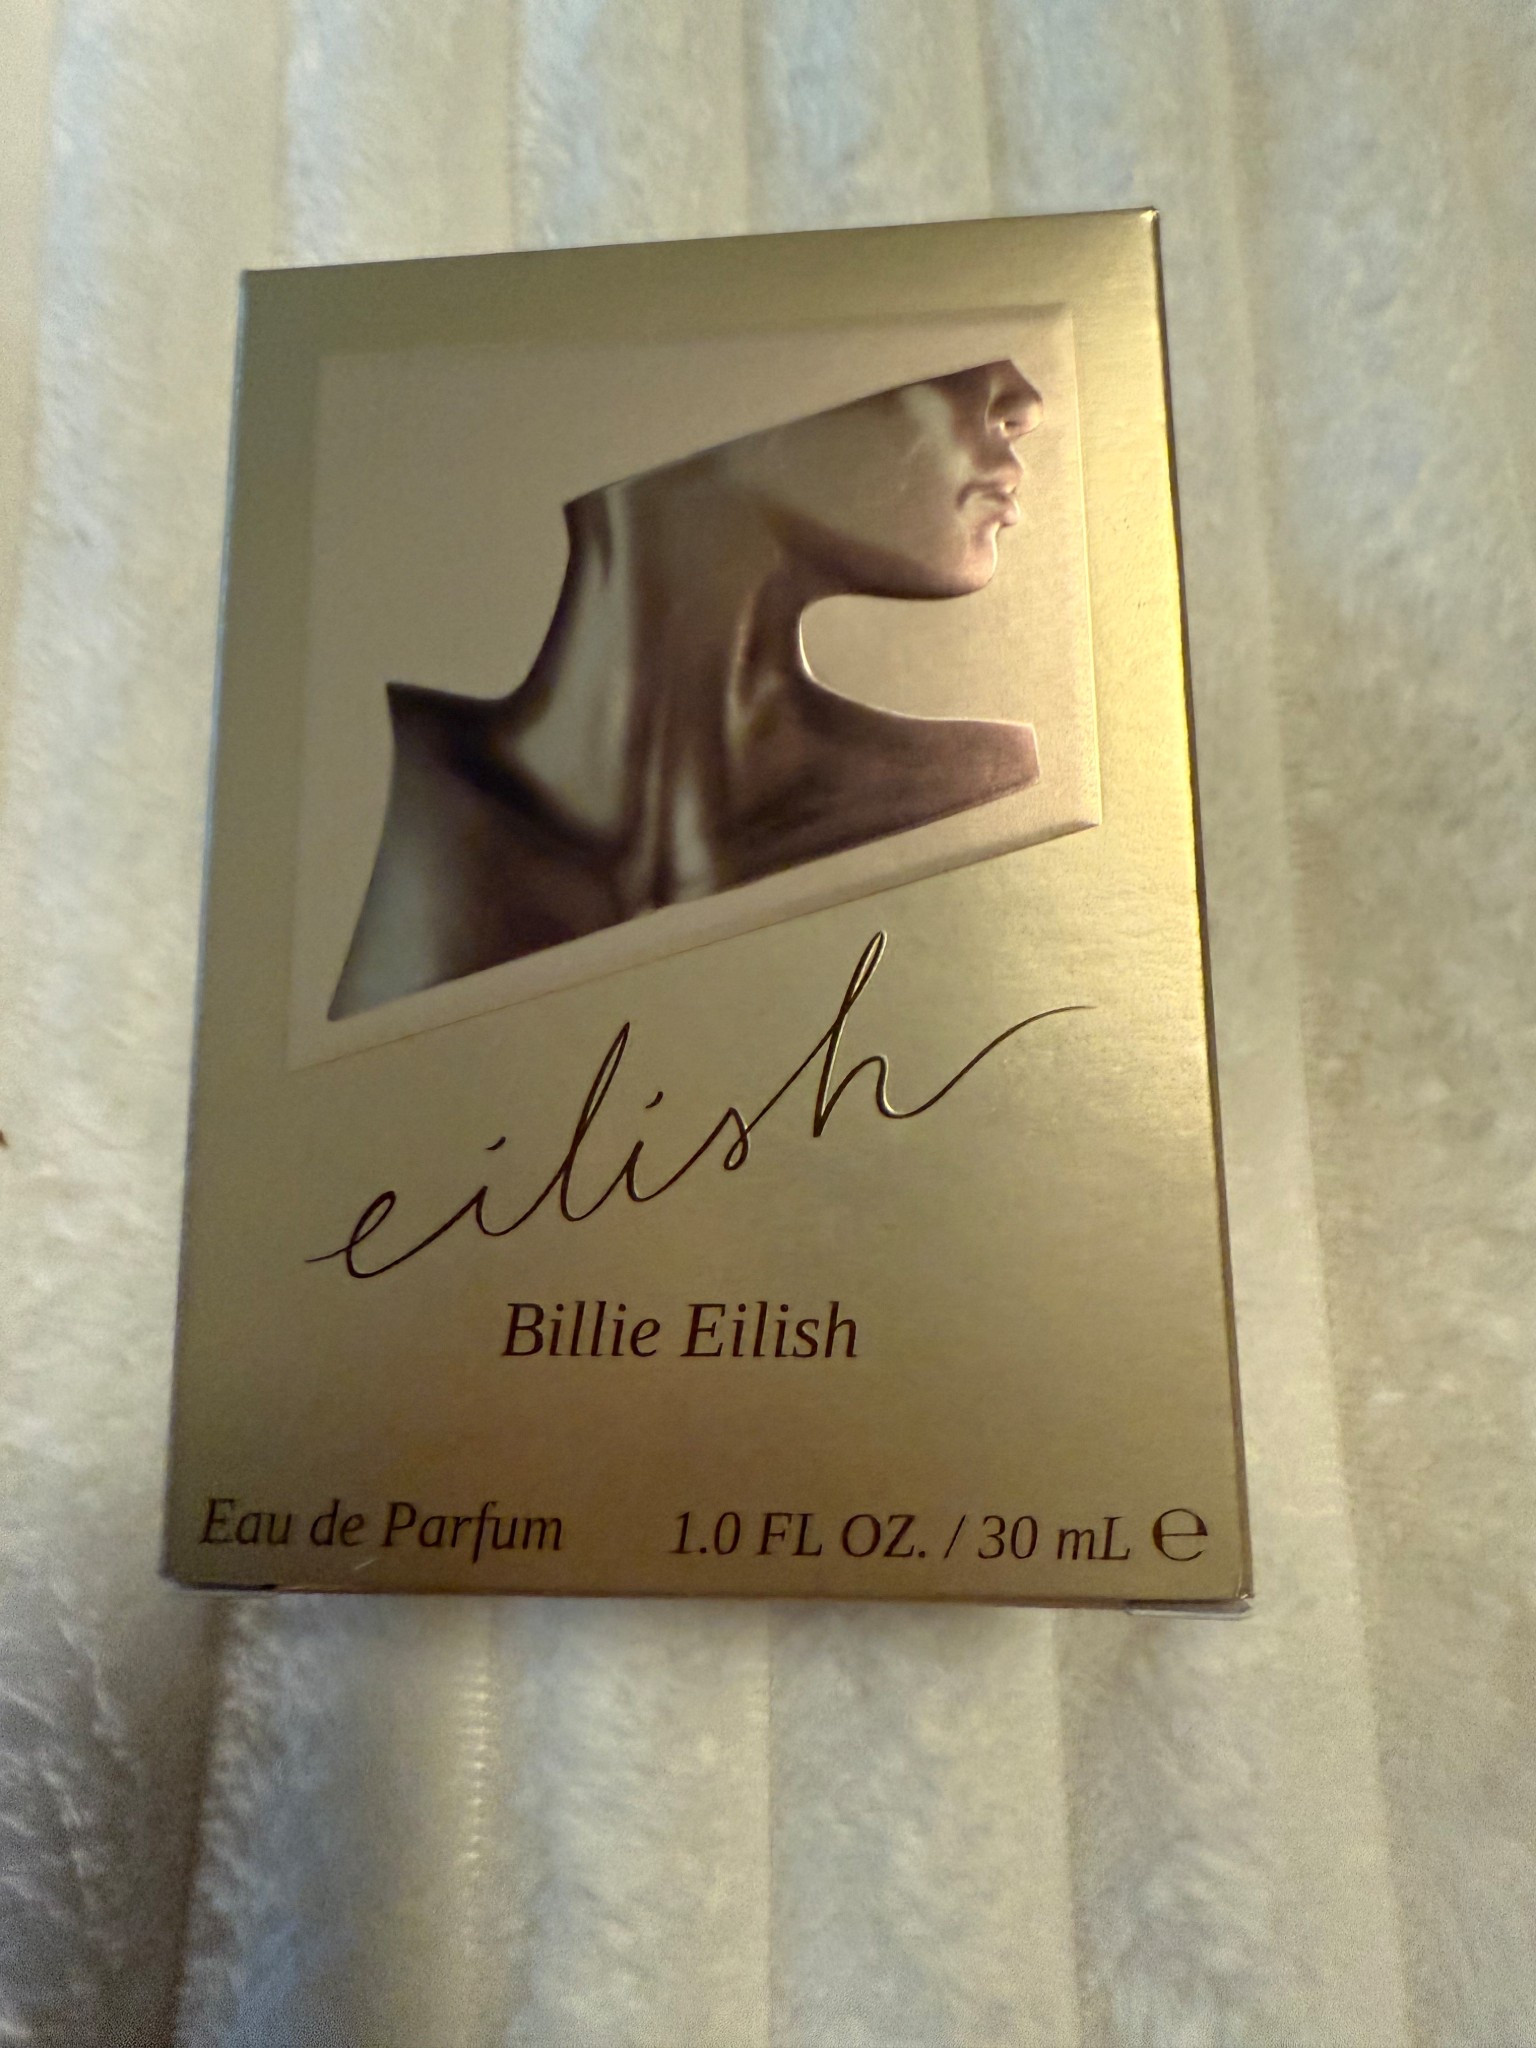 eilish
Billie Eilish
Eau de Parfum 1.0 FL OZ. / 30 mL ℮